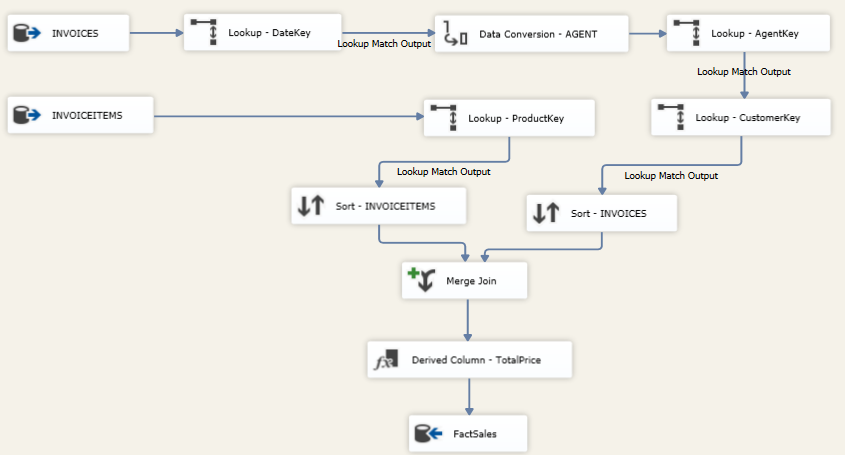 INVOICES
Lookup - DateKey
Lookup Match Output
Data Conversion - AGENT
Lookup - AgentKey
Lookup Match Output
INVOICEITEMS
Lookup - ProductKey
Lookup - CustomerKey
Lookup Match Output
Lookup Match Output
Sort - INVOICEITEMS
Sort - INVOICES
Merge Join
fx
Derived Column - TotalPrice
FactSales